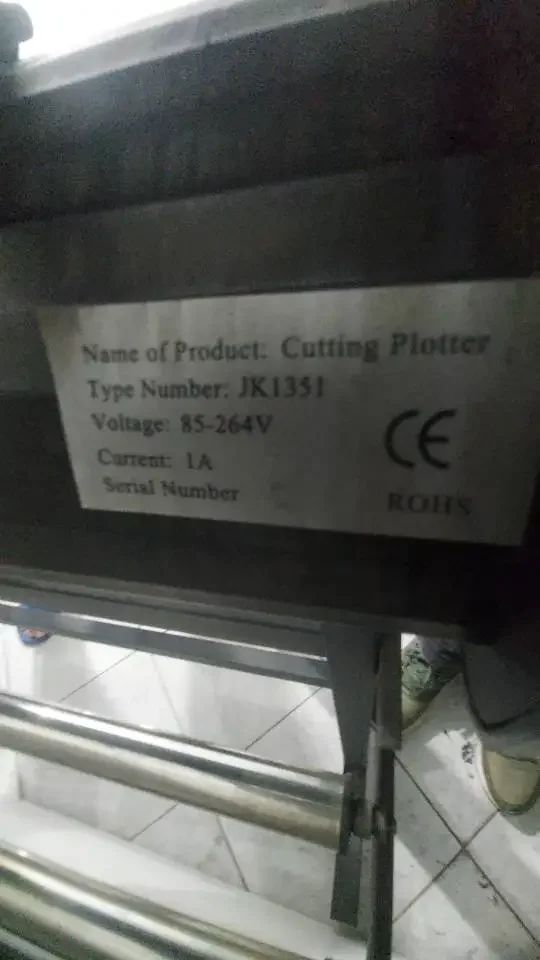 Name of Product: Cutting Plotter
Type Number: JK1351
Voltage: 85-264V
Current: 1A
Serial Number
CE
ROHS